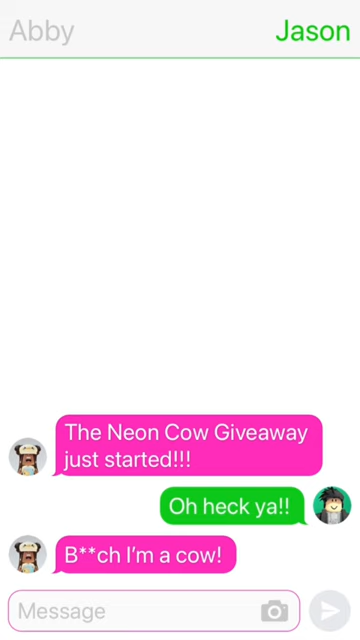 Abby
Jason
The Neon Cow Giveaway
just started!!!
Oh heck ya!!
B**ch I'm a cow!
Message